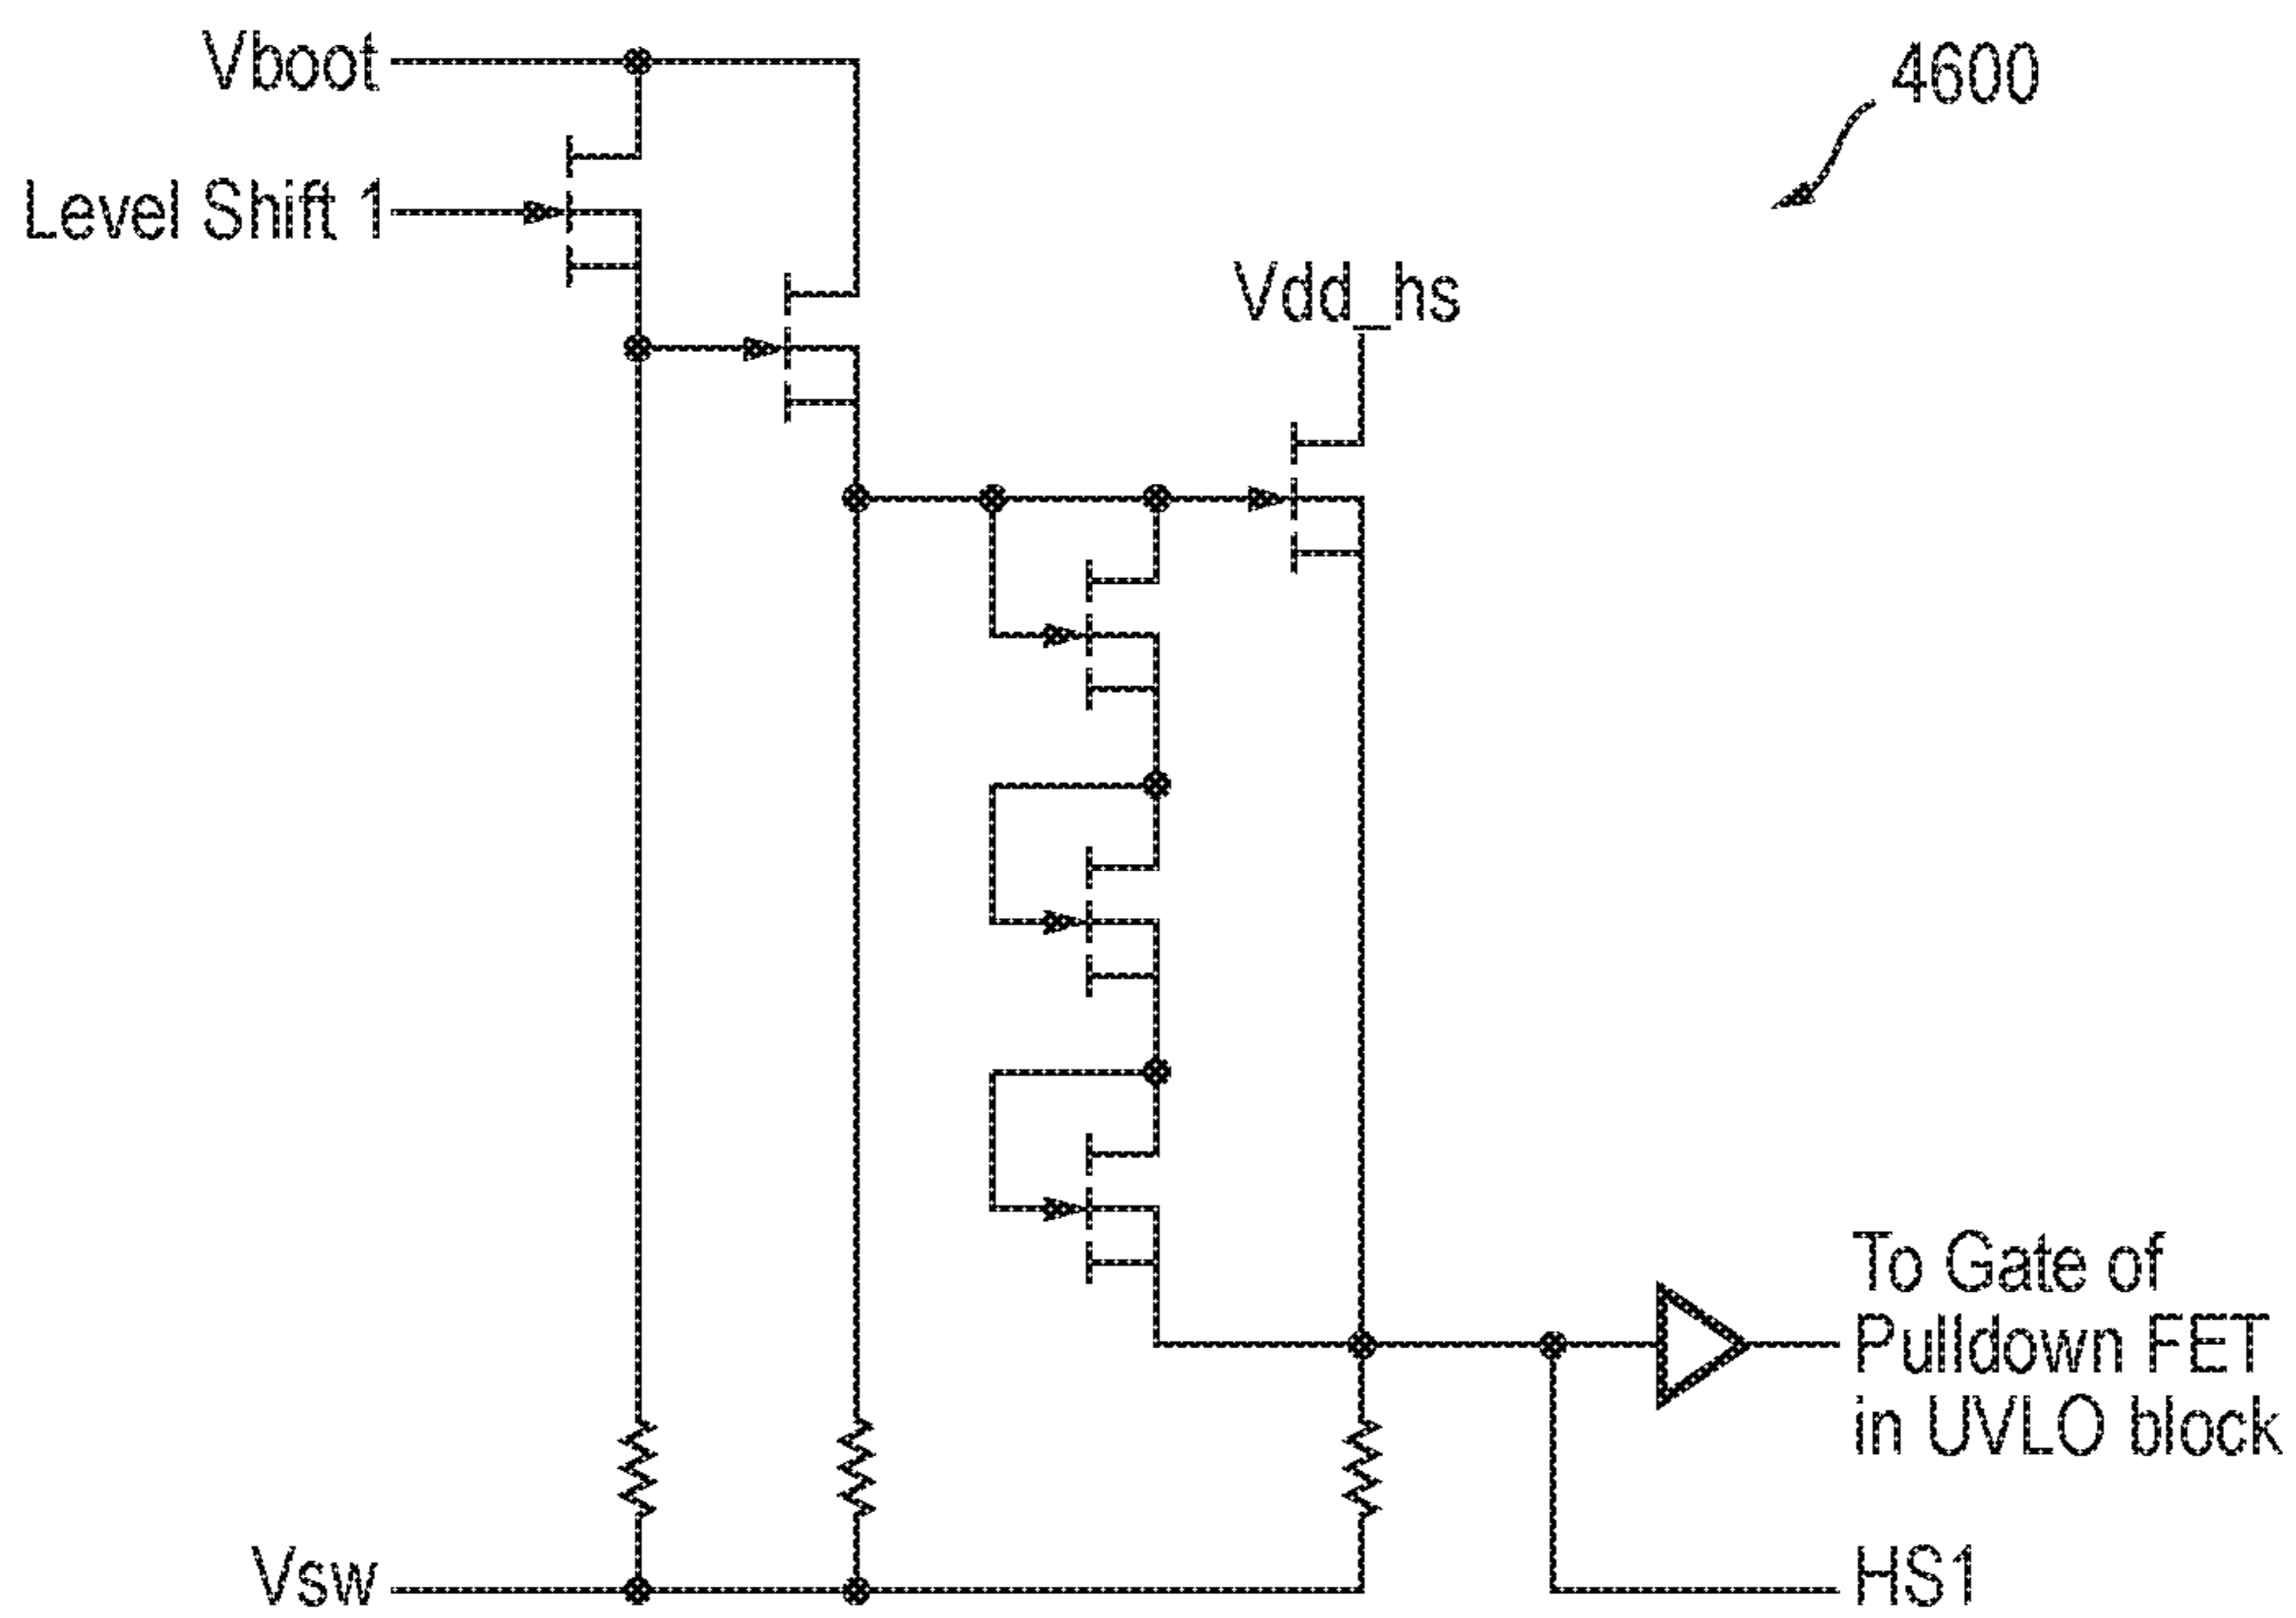 Vboot
4600
Level Shift 1
Vdd_hs
To Gate of
Pulldown FET
in UVLO block
Vsw
HS1